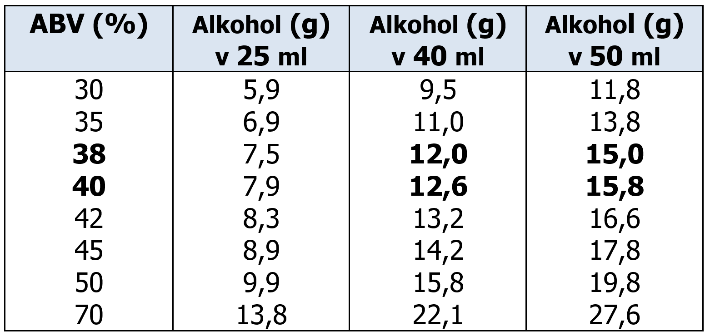 ABV (%) Alkohol (g) v 25 ml Alkohol (g) v 40 ml Alkohol (g) v 50 ml
30 5,9 9,5 11,8
35 6,9 11,0 13,8
38 7,5 12,0 15,0
40 7,9 12,6 15,8
42 8,3 13,2 16,6
45 8,9 14,2 17,8
50 9,9 15,8 19,8
70 13,8 22,1 27,6